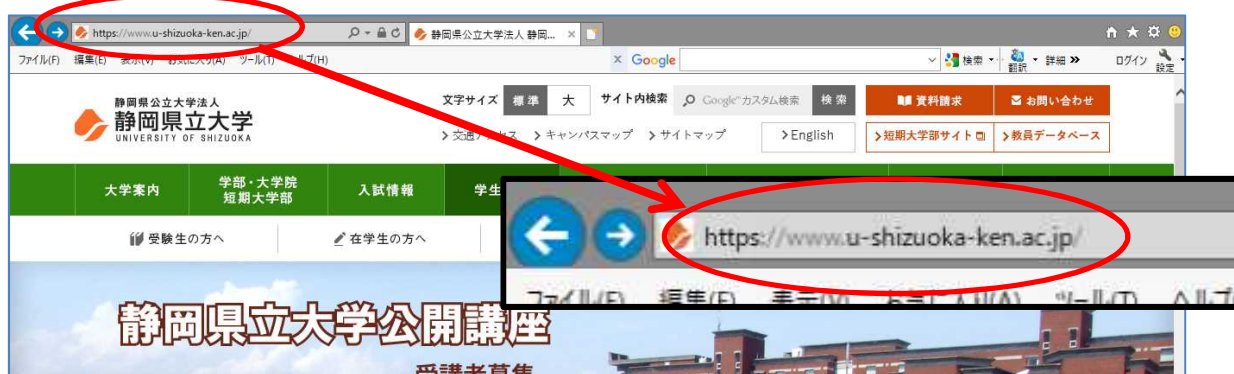 https://www.u-shizuoka-ken.ac.jp/
静岡県公立大学法人 静岡...
ファイル(F) 編集(E) 表示(V) お気に入り(A) ツール(T) ヘルプ(H)
× Google
検索
翻訳
詳細 »
ログイン
設定
静岡県公立大学法人
静岡県立大学
UNIVERSITY OF SHIZUOKA
文字サイズ 標準 大 サイト内検索 Google™カスタム検索 検索
資料請求
お問い合わせ
交通アクセス
キャンパスマップ
サイトマップ
English
短期大学部サイト
教員データベース
大学案内
学部・大学院
短期大学部
入試情報
学生
受験生の方へ
在学生の方へ
https://www.u-shizuoka-ken.ac.jp/
ファイル(F) 編集(E) 表示(V) お気に入り(A) ツール(T) ヘルプ
静岡県立大学公開講座
受講者募集